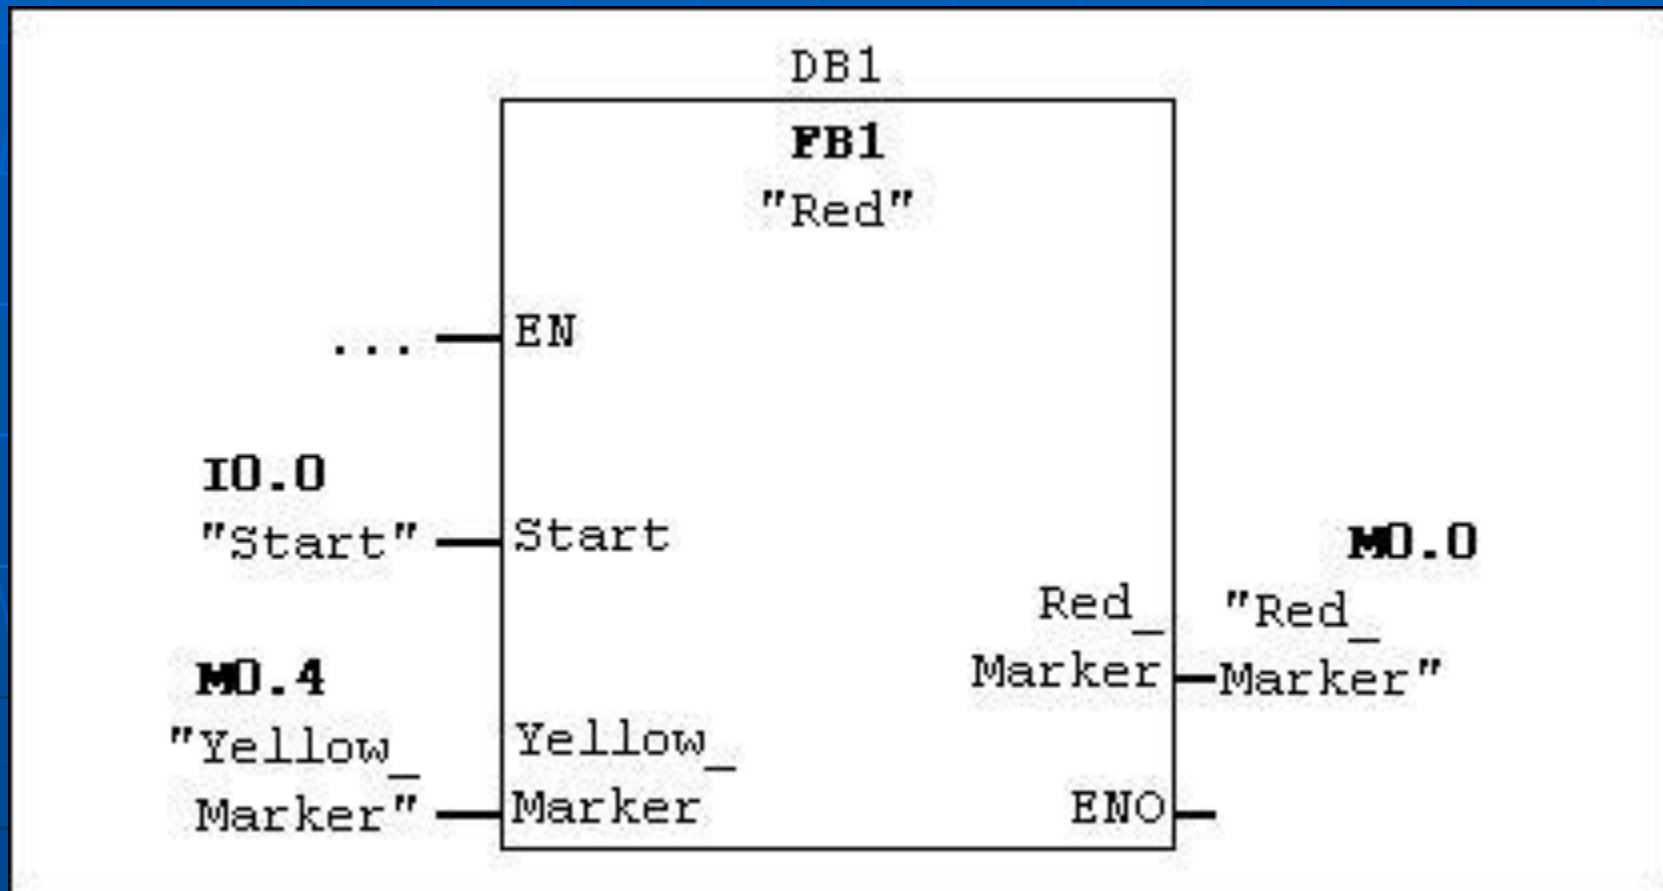 DB1
FB1
"Red"
... EN
I0.0
"Start" Start
M0.0
Red_ "Red_
Marker Marker"
M0.4
"Yellow_ Yellow_
Marker" Marker
ENO